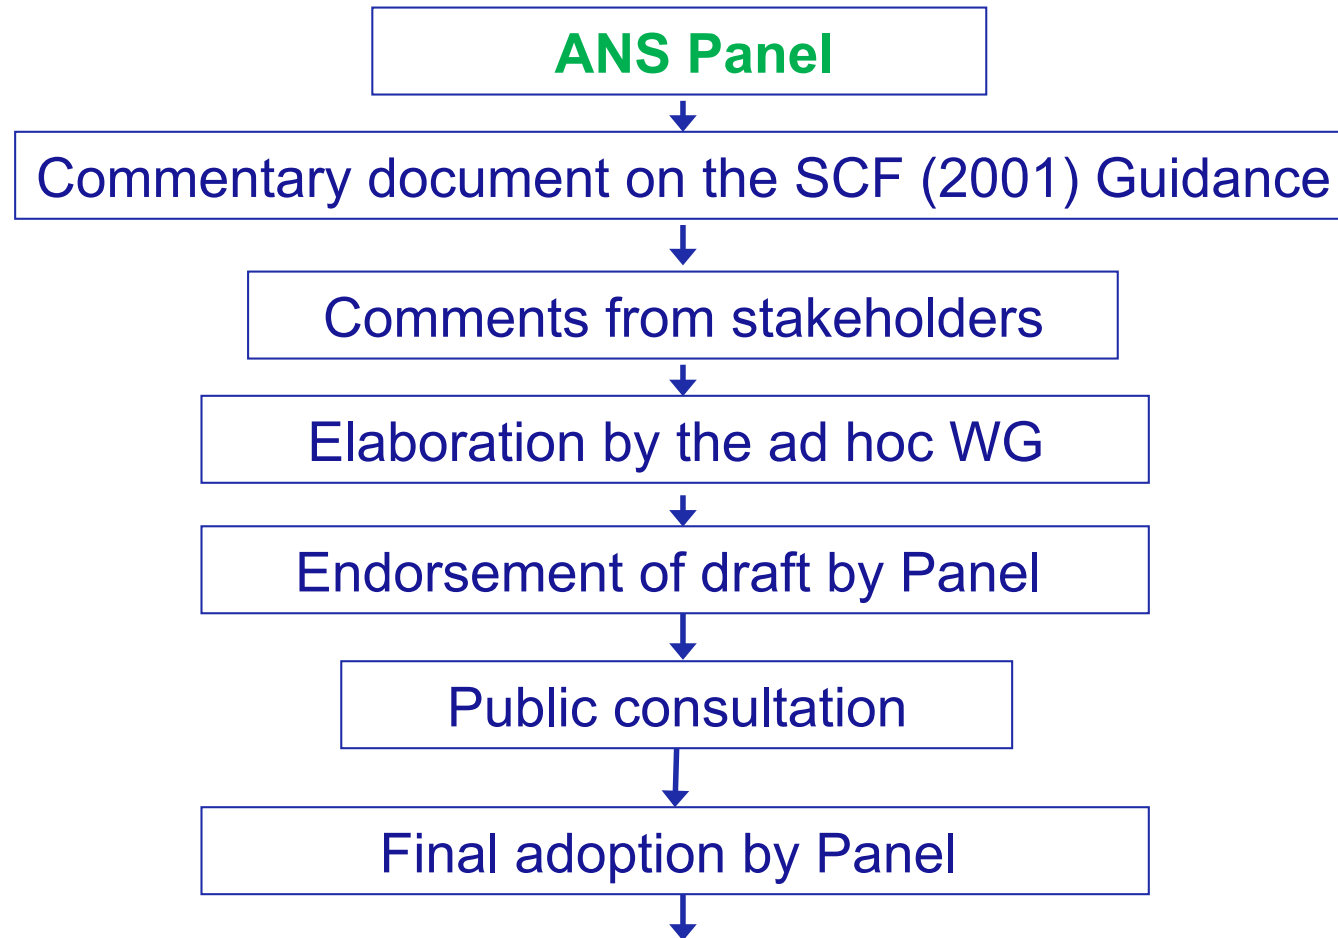 ANS Panel
Commentary document on the SCF (2001) Guidance
Comments from stakeholders
Elaboration by the ad hoc WG
Endorsement of draft by Panel
Public consultation
Final adoption by Panel